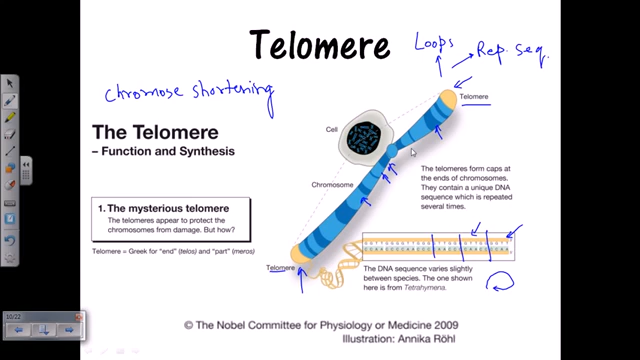 Telomere
Loops
Rep. seq.
chromose shortening
Telomere
Cell
The Telomere
– Function and Synthesis
Chromosome
The telomeres form caps
at the ends of chromosomes.
They contain a unique DNA
sequence which is repeated
several times.
1. The mysterious telomere
The telomeres appear to protect the
chromosomes from damage. But how?
Telomere = Greek for "end" (telos) and "part" (meros)
Telomere
The DNA sequence varies slightly
between species. The one shown
here is from Tetrahymena.
© The Nobel Committee for Physiology or Medicine 2009
Illustration: Annika Röhl
10/22